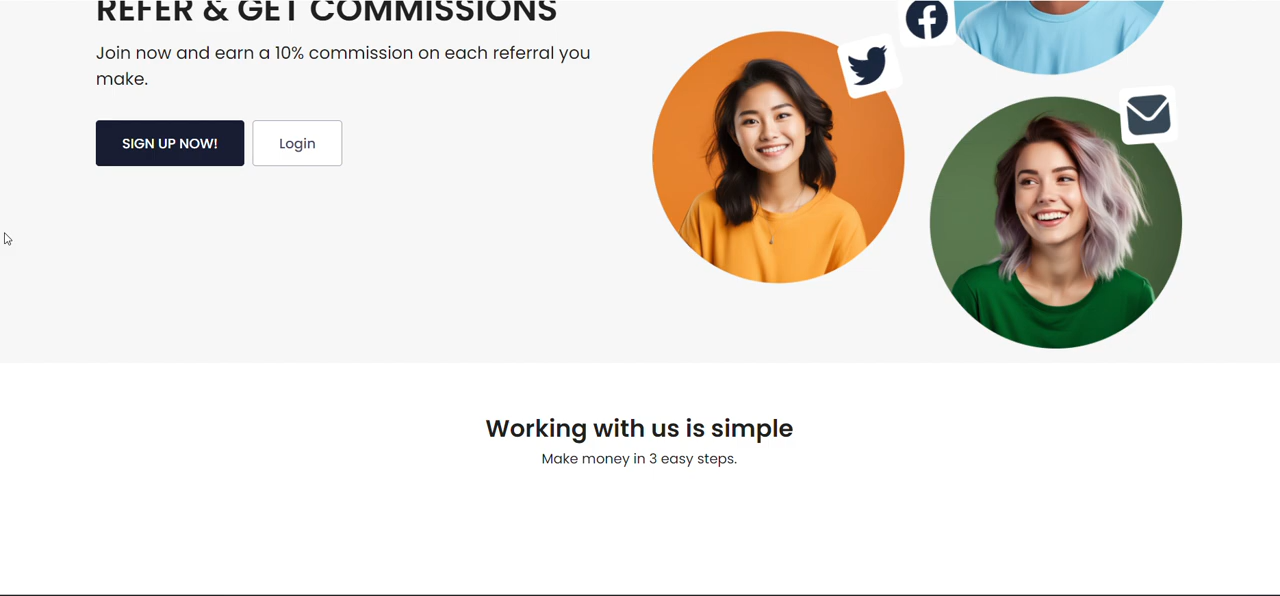 REFER & GET COMMISSIONS
Join now and earn a 10% commission on each referral you
make.
SIGN UP NOW!
Login
Working with us is simple
Make money in 3 easy steps.